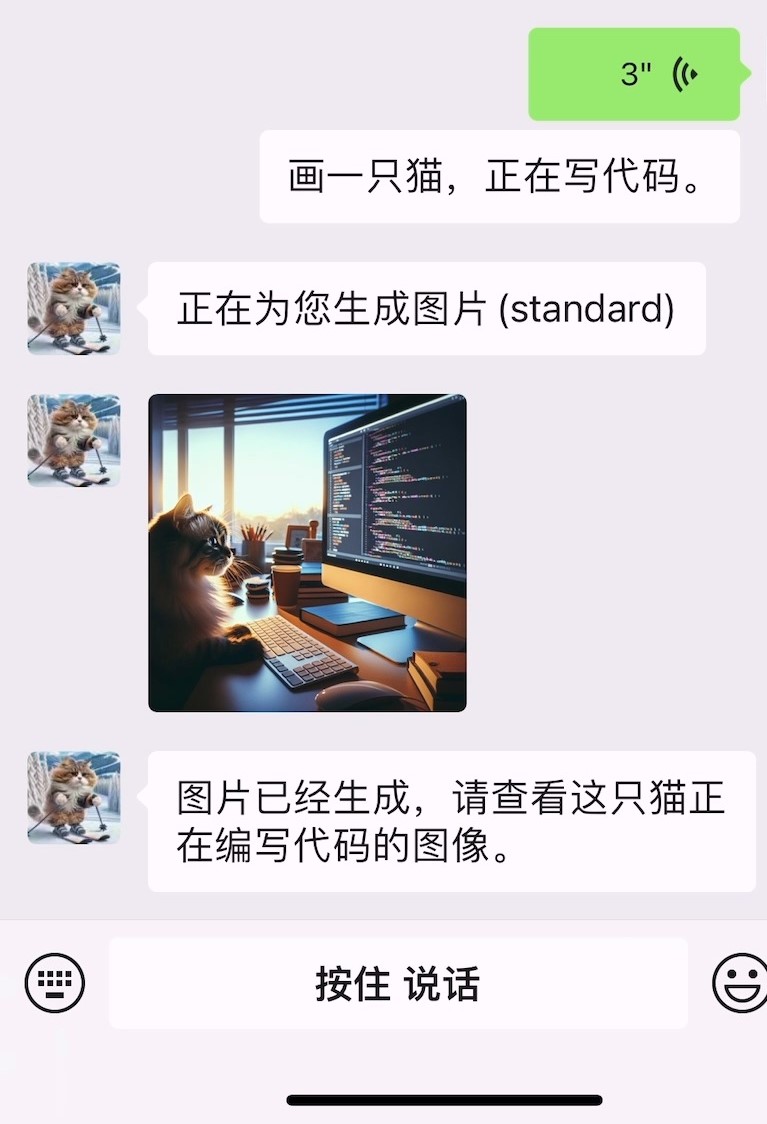 3"
画一只猫，正在写代码。
正在为您生成图片(standard)
图片已经生成，请查看这只猫正
在编写代码的图像。
按住 说话